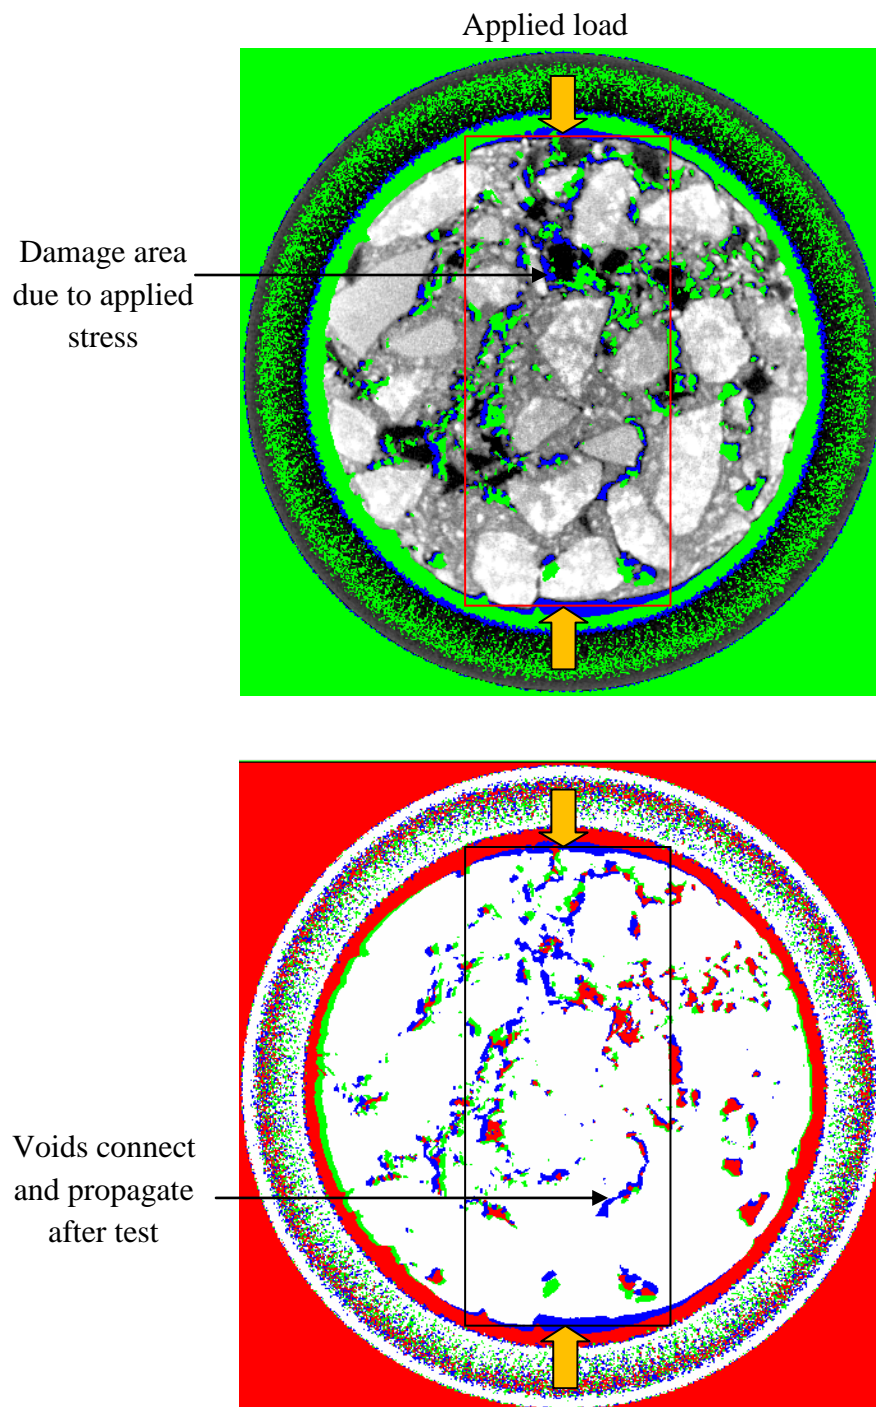 Applied load
Damage area
due to applied
stress
Voids connect
and propagate
after test